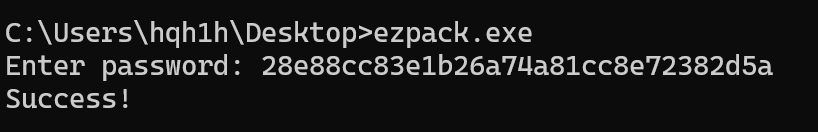 C:\Users\hqh1h\Desktop>ezpack.exe
Enter password: 28e88cc83e1b26a74a81cc8e72382d5a
Success!